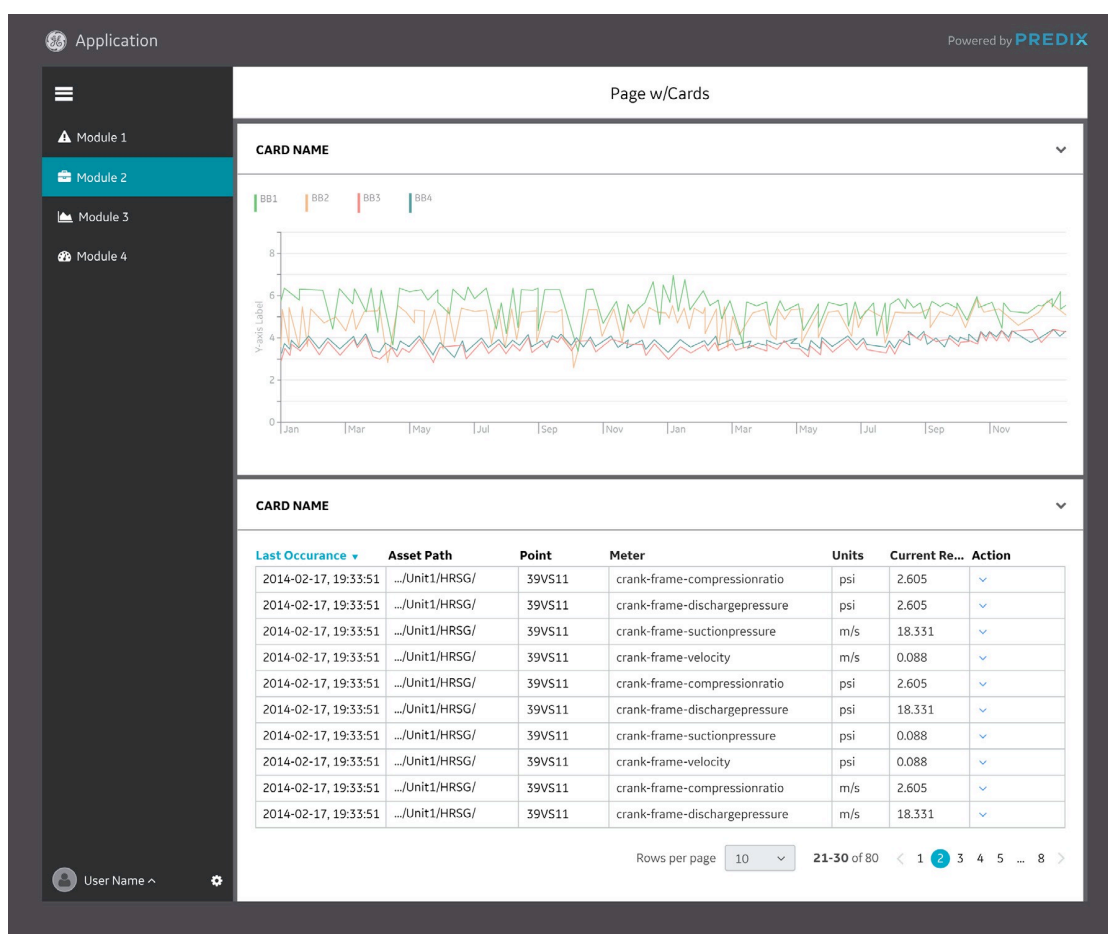 Application
Powered by PREDIX
Page w/Cards
Module 1
Module 2
Module 3
Module 4
CARD NAME
BB1 BB2 BB3 BB4
Y-axis Label
8
6
4
2
0
Jan Mar May Jul Sep Nov Jan Mar May Jul Sep Nov
CARD NAME
Last Occurance Asset Path Point Meter Units Current Re... Action
2014-02-17, 19:33:51 .../Unit1/HRSG/ 39VS11 crank-frame-compressionratio psi 2.605
2014-02-17, 19:33:51 .../Unit1/HRSG/ 39VS11 crank-frame-dischargepressure psi 2.605
2014-02-17, 19:33:51 .../Unit1/HRSG/ 39VS11 crank-frame-suctionpressure m/s 18.331
2014-02-17, 19:33:51 .../Unit1/HRSG/ 39VS11 crank-frame-velocity m/s 0.088
2014-02-17, 19:33:51 .../Unit1/HRSG/ 39VS11 crank-frame-compressionratio psi 2.605
2014-02-17, 19:33:51 .../Unit1/HRSG/ 39VS11 crank-frame-dischargepressure psi 18.331
2014-02-17, 19:33:51 .../Unit1/HRSG/ 39VS11 crank-frame-suctionpressure psi 0.088
2014-02-17, 19:33:51 .../Unit1/HRSG/ 39VS11 crank-frame-velocity psi 0.088
2014-02-17, 19:33:51 .../Unit1/HRSG/ 39VS11 crank-frame-compressionratio m/s 2.605
2014-02-17, 19:33:51 .../Unit1/HRSG/ 39VS11 crank-frame-dischargepressure m/s 18.331
Rows per page 10 21-30 of 80 < 1 2 3 4 5 ... 8 >
User Name